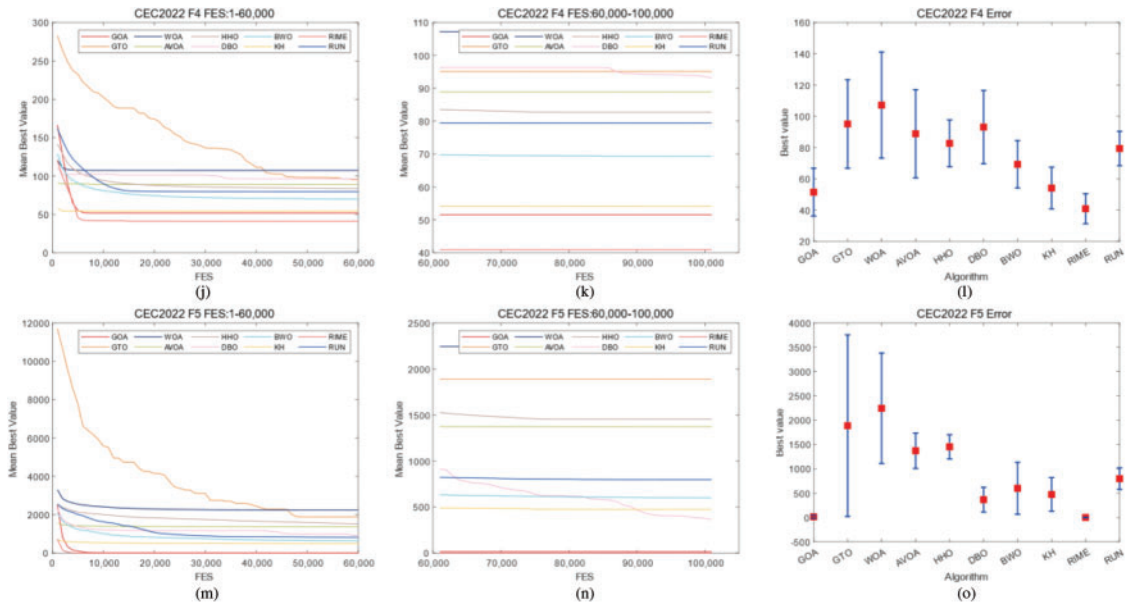 CEC2022 F4 FES:1-60,000
GOA WOA HHO BWO RIME
GTO AVOA DBO KH RUN
Mean Best Value
300
250
200
150
100
50
0
0 10,000 20,000 30,000 40,000 50,000 60,000
FES
(j)
CEC2022 F4 FES:60,000-100,000
GOA WOA HHO BWO RIME
GTO AVOA DBO KH RUN
Mean Best Value
110
100
90
80
70
60
50
40
60,000 70,000 80,000 90,000 100,000
FES
(k)
CEC2022 F4 Error
Best value
160
140
120
100
80
60
40
20
GOA GTO WOA AVOA HHO DBO BWO KH RIME RUN
Algorithm
(l)
CEC2022 F5 FES:1-60,000
GOA WOA HHO BWO RIME
GTO AVOA DBO KH RUN
Mean Best Value
12000
10000
8000
6000
4000
2000
0
0 10,000 20,000 30,000 40,000 50,000 60,000
FES
(m)
CEC2022 F5 FES:60,000-100,000
GOA WOA HHO BWO RIME
GTO AVOA DBO KH RUN
Mean Best Value
2500
2000
1500
1000
500
0
60,000 70,000 80,000 90,000 100,000
FES
(n)
CEC2022 F5 Error
Best value
4000
3500
3000
2500
2000
1500
1000
500
0
-500
GOA GTO WOA AVOA HHO DBO BWO KH RIME RUN
Algorithm
(o)